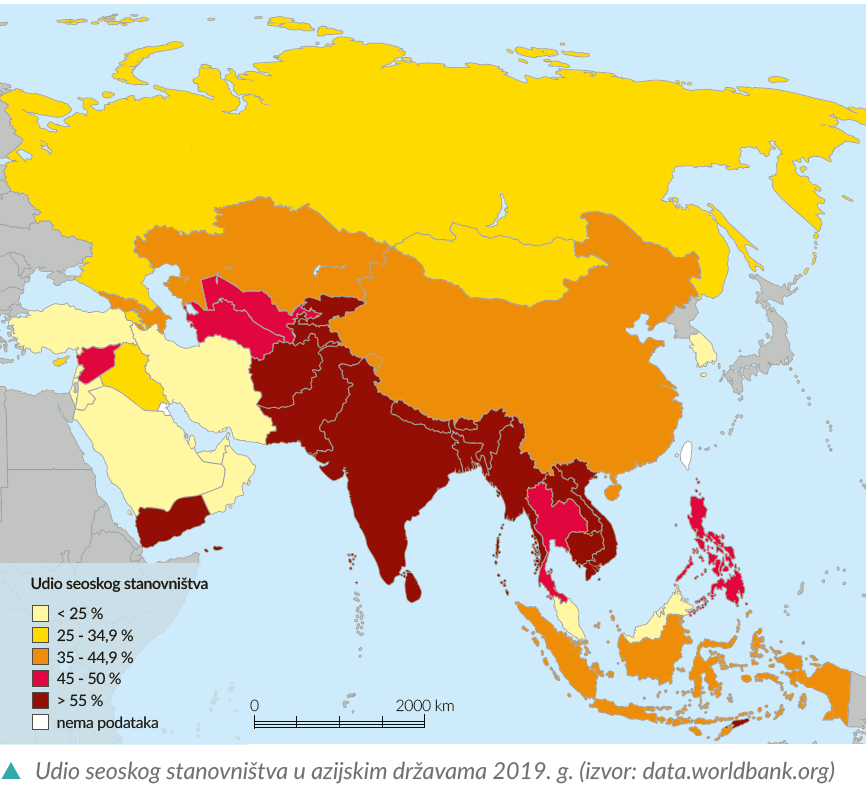 Udio seoskog stanovništva
< 25 %
25 - 34,9 %
35 - 44,9 %
45 - 50 %
> 55 %
nema podataka
0 2000 km
Udio seoskog stanovništva u azijskim državama 2019. g. (izvor: data.worldbank.org)